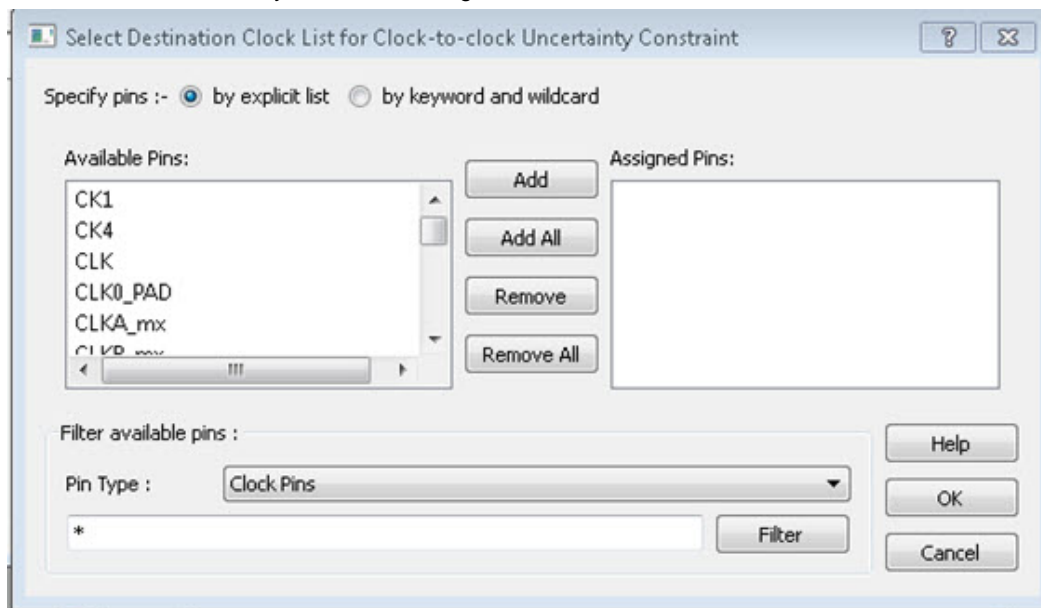 Select Destination Clock List for Clock-to-clock Uncertainty Constraint
Specify pins :- by explicit list by keyword and wildcard
Available Pins:
CK1
CK4
CLK
CLK0_PAD
CLKA_mx
Add
Add All
Remove
Remove All
Assigned Pins:
Filter available pins :
Pin Type : Clock Pins
*
Filter
Help
OK
Cancel